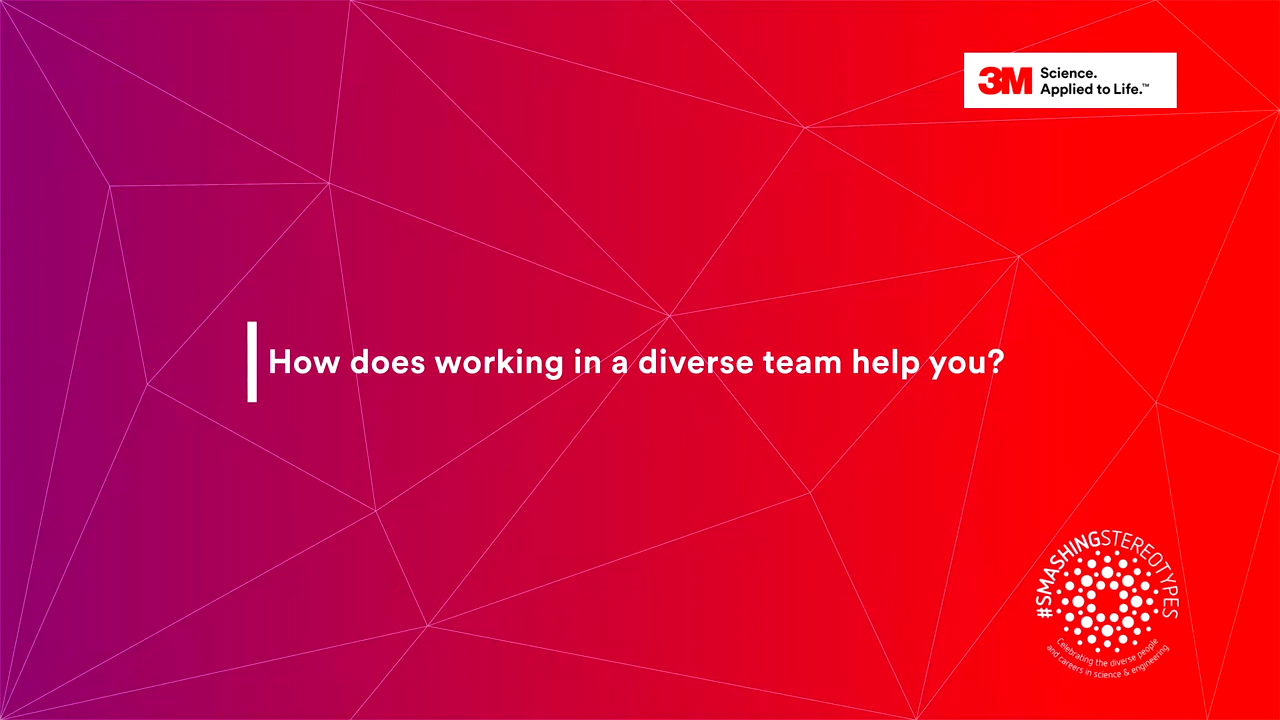 3M Science.
Applied to Life.™
How does working in a diverse team help you?
#SMASHINGSTEREOTYPES
Celebrating the diverse people
and careers in science & engineering